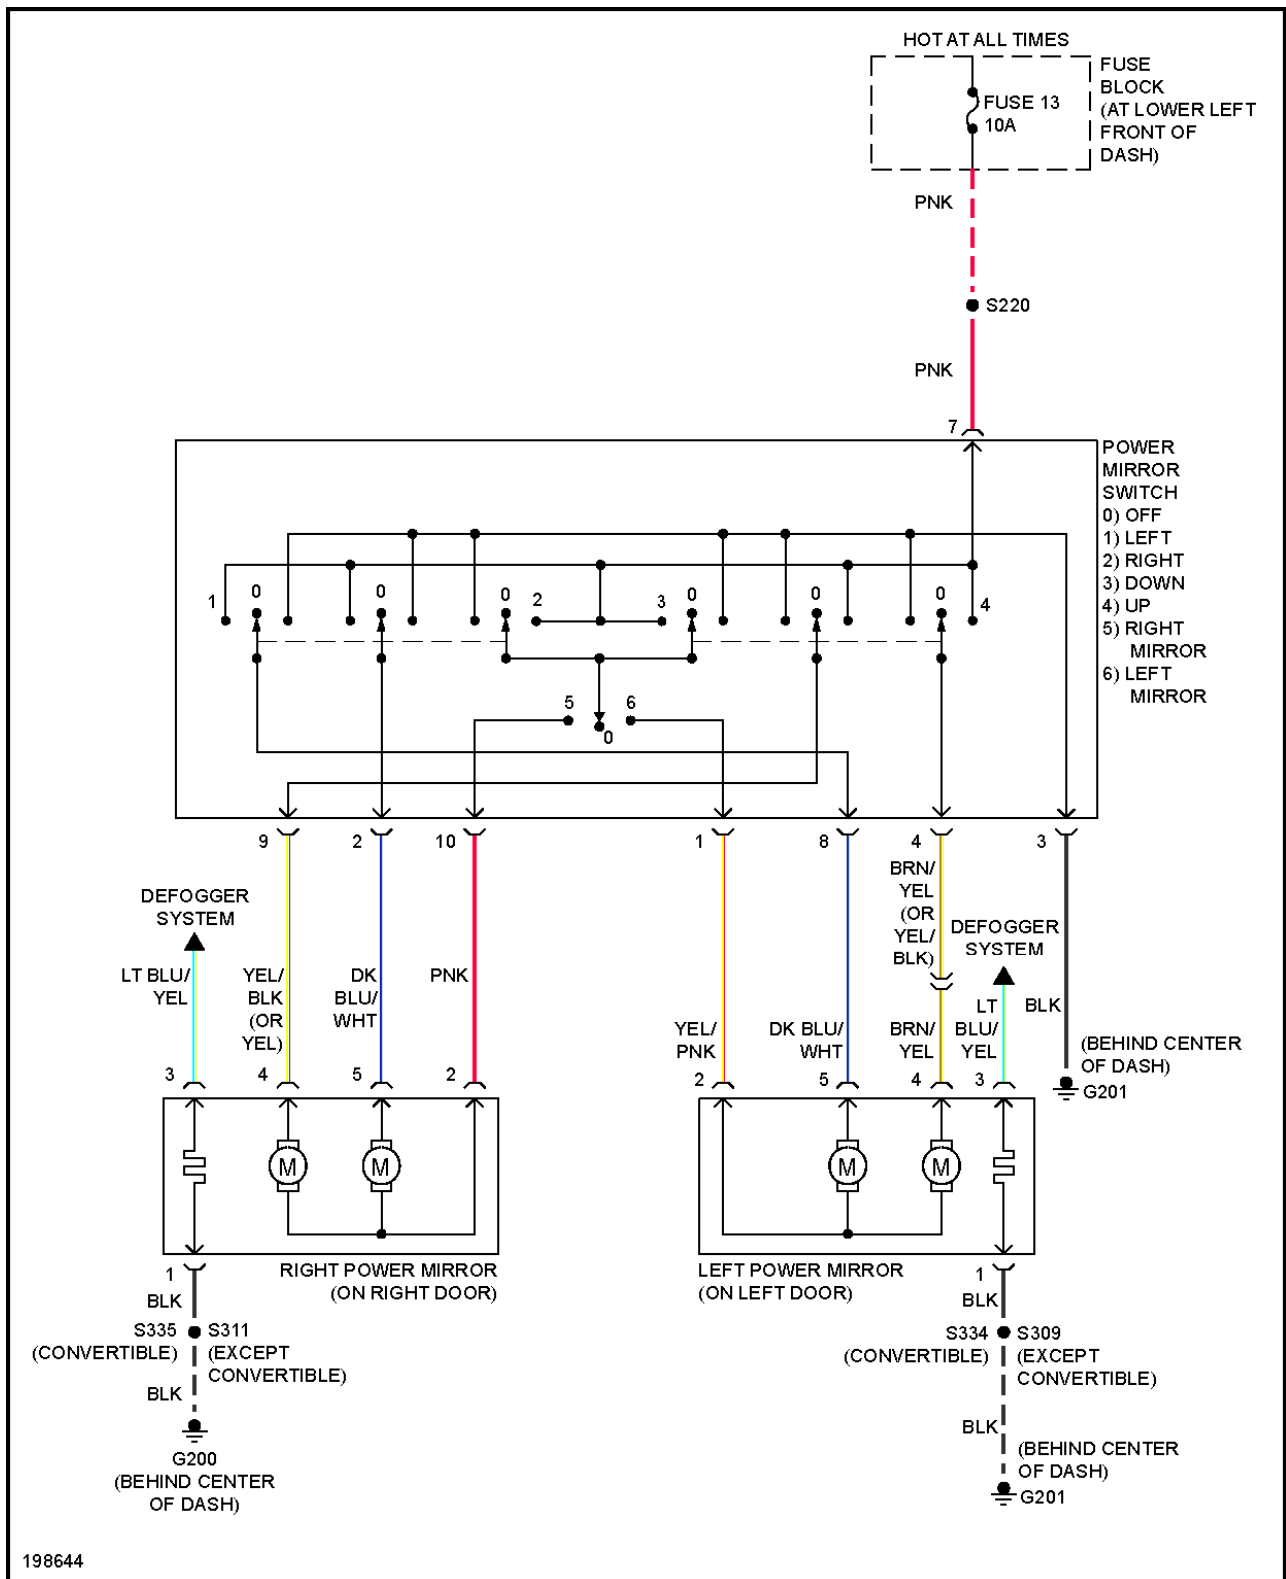 HOT AT ALL TIMES
FUSE
BLOCK
(AT LOWER LEFT
FRONT OF
DASH)
FUSE 13
10A
PNK
S220
PNK
7
POWER
MIRROR
SWITCH
0) OFF
1) LEFT
2) RIGHT
3) DOWN
4) UP
5) RIGHT
MIRROR
6) LEFT
MIRROR
1
0
0
0
2
3
0
0
0
4
5
6
0
9
2
10
1
8
4
3
DEFOGGER
SYSTEM
LT BLU/
YEL
YEL/
BLK
(OR
YEL)
DK
BLU/
WHT
PNK
YEL/
PNK
DK BLU/
WHT
BRN/
YEL
(OR
YEL/
BLK)
BRN/
YEL
DEFOGGER
SYSTEM
LT
BLU/
YEL
BLK
(BEHIND CENTER
OF DASH)
G201
3
4
5
2
2
5
4
3
M
M
M
M
RIGHT POWER MIRROR
(ON RIGHT DOOR)
LEFT POWER MIRROR
(ON LEFT DOOR)
1
BLK
S335
(CONVERTIBLE)
S311
(EXCEPT
CONVERTIBLE)
BLK
G200
(BEHIND CENTER
OF DASH)
1
BLK
S334
(CONVERTIBLE)
S309
(EXCEPT
CONVERTIBLE)
BLK
(BEHIND CENTER
OF DASH)
G201
198644